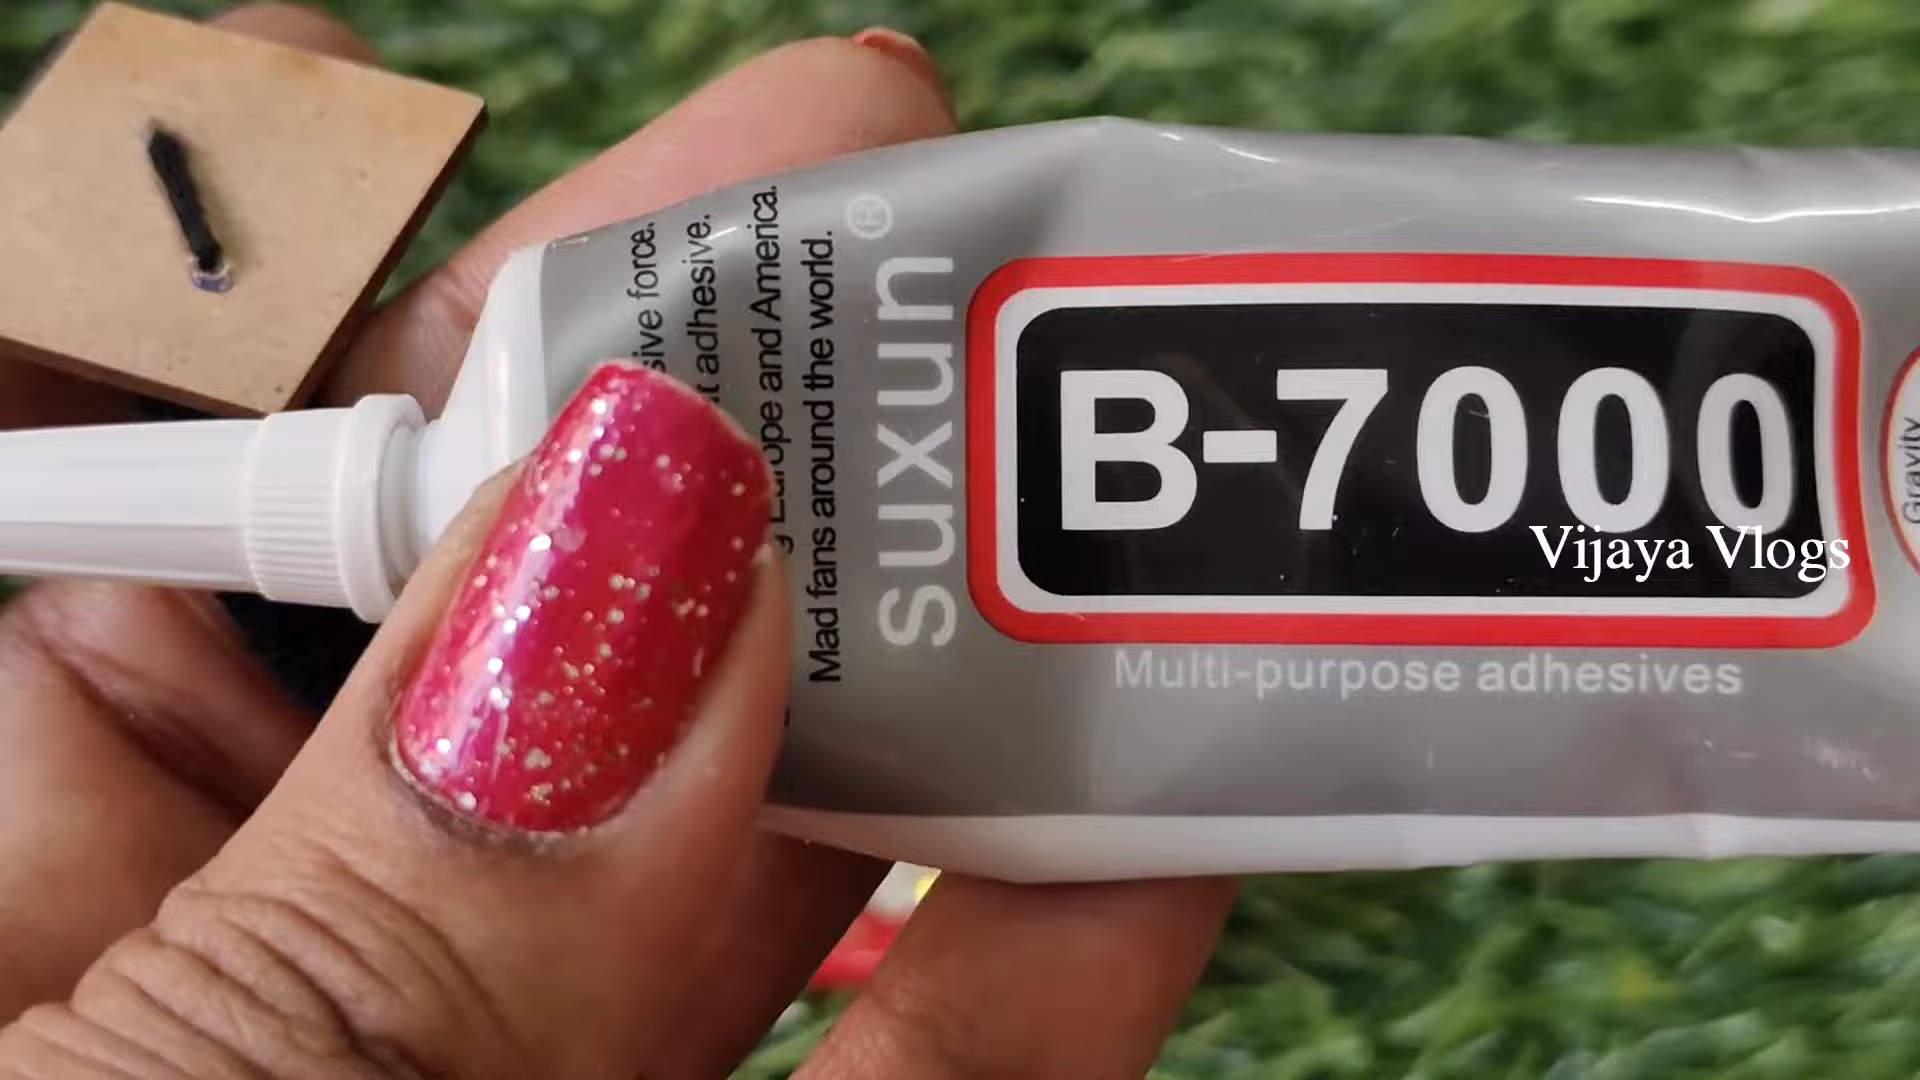 sive force.
adhesive.
Europe and America.
Mad fans around the world.
suxun®
B-7000
Multi-purpose adhesives
Gravity
Vijaya Vlogs